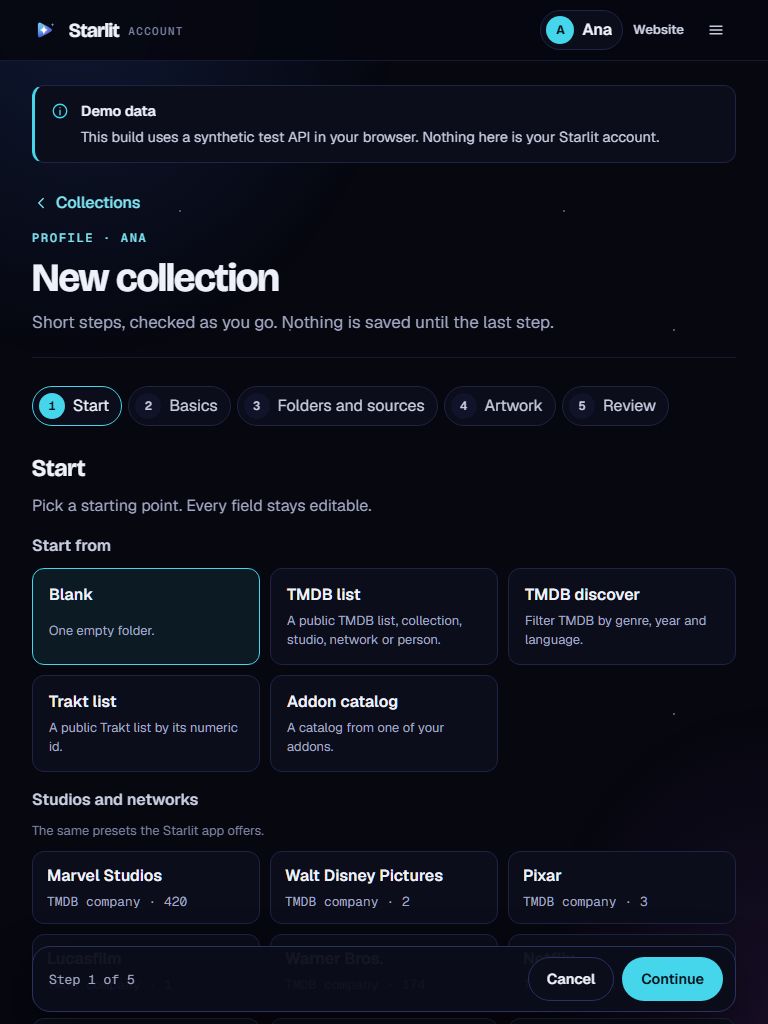 Starlit ACCOUNT
A Ana Website
Demo data
This build uses a synthetic test API in your browser. Nothing here is your Starlit account.
Collections
PROFILE · ANA
New collection
Short steps, checked as you go. Nothing is saved until the last step.
1 Start 2 Basics 3 Folders and sources 4 Artwork 5 Review
Start
Pick a starting point. Every field stays editable.
Start from
Blank
One empty folder.
TMDB list
A public TMDB list, collection,
studio, network or person.
TMDB discover
Filter TMDB by genre, year and
language.
Trakt list
A public Trakt list by its numeric
id.
Addon catalog
A catalog from one of your
addons.
Studios and networks
The same presets the Starlit app offers.
Marvel Studios
TMDB company · 420
Walt Disney Pictures
TMDB company · 2
Pixar
TMDB company · 3
Lucasfilm
Warner Bros.
TMDB company · 174
Step 1 of 5
Cancel Continue